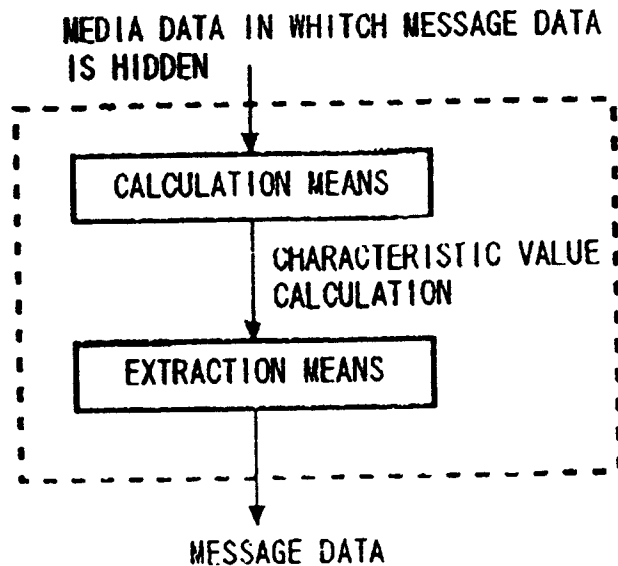 MEDIA DATA IN WHITCH MESSAGE DATA
IS HIDDEN
CALCULATION MEANS
CHARACTERISTIC VALUE
CALCULATION
EXTRACTION MEANS
MESSAGE DATA